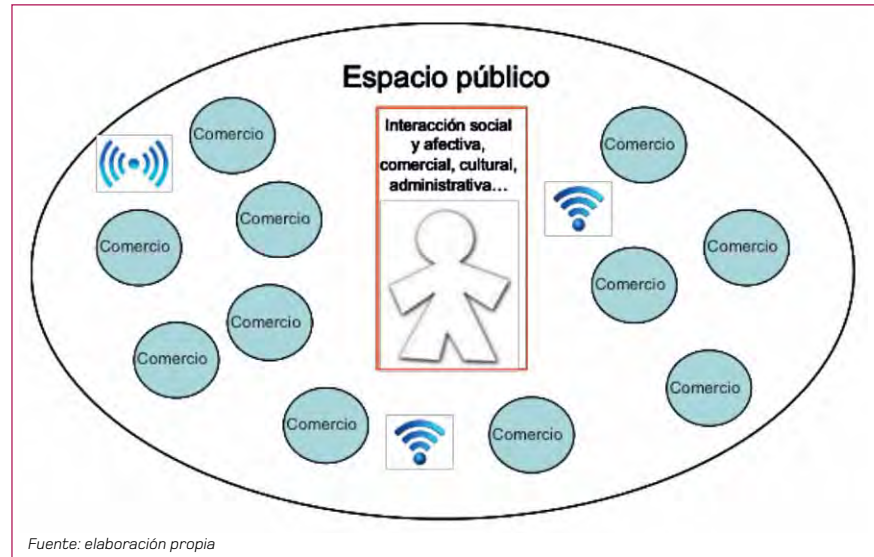 Espacio público
Interacción social
y afectiva,
comercial, cultural,
administrativa...
Comercio
Comercio
Comercio
Comercio
Comercio
Comercio
Comercio
Comercio
Comercio
Comercio
Comercio
Fuente: elaboración propia